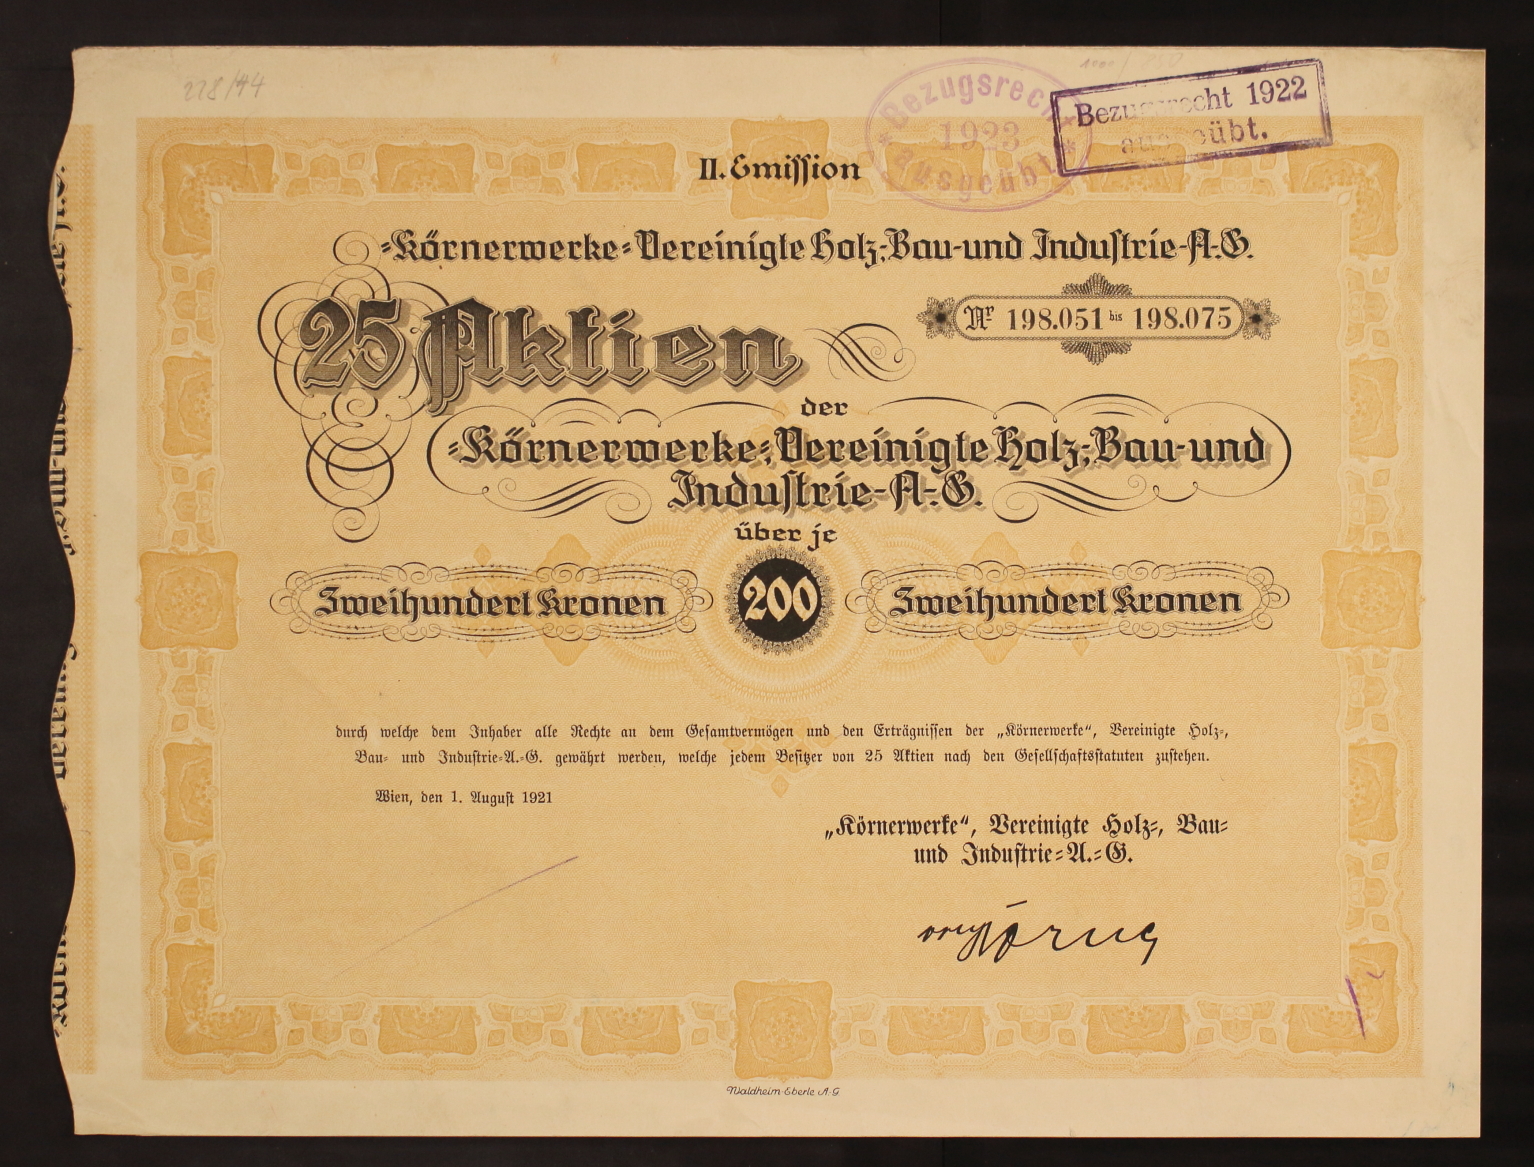 278/44
Bezugsrecht
1923
ausgeübt
Bezugsrecht 1922
ausgeübt.
II. Emission
"Körnerwerke" Vereinigte Holz-, Bau- und Industrie-A.-G.
25 Aktien
Nr 198.051 bis 198.075
der
"Körnerwerke", Vereinigte Holz-, Bau- und
Industrie-A.-G.
über je
Zweihundert Kronen 200 Zweihundert Kronen
durch welche dem Inhaber alle Rechte an dem Gesamtvermögen und den Erträgnissen der „Körnerwerke“, Vereinigte Holz-,
Bau- und Industrie-A.-G. gewährt werden, welche jedem Besitzer von 25 Aktien nach den Gesellschaftsstatuten zustehen.
Wien, den 1. August 1921
„Körnerwerke“, Vereinigte Holz-, Bau-
und Industrie-A.-G.
Waldheim-Eberle A.G.